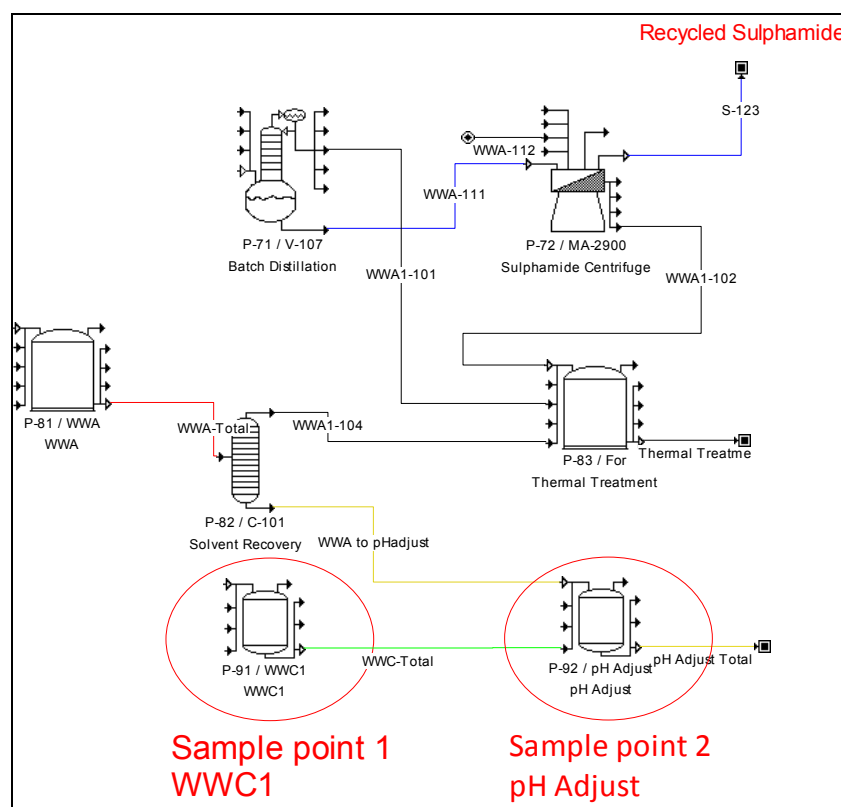 Recycled Sulphamide
S-123
WWA-112
WWA-111
P-71 / V-107
Batch Distillation
P-72 / MA-2900
Sulphamide Centrifuge
WWA1-101
WWA1-102
P-81 / WWA
WWA
WWA-Total
WWA1-104
P-83 / For
Thermal Treatment
Thermal Treatme
P-82 / C-101
Solvent Recovery
WWA to pHadjust
P-91 / WWC1
WWC1
WWC-Total
P-92 / pH Adjust
pH Adjust
pH Adjust Total
Sample point 1
WWC1
Sample point 2
pH Adjust